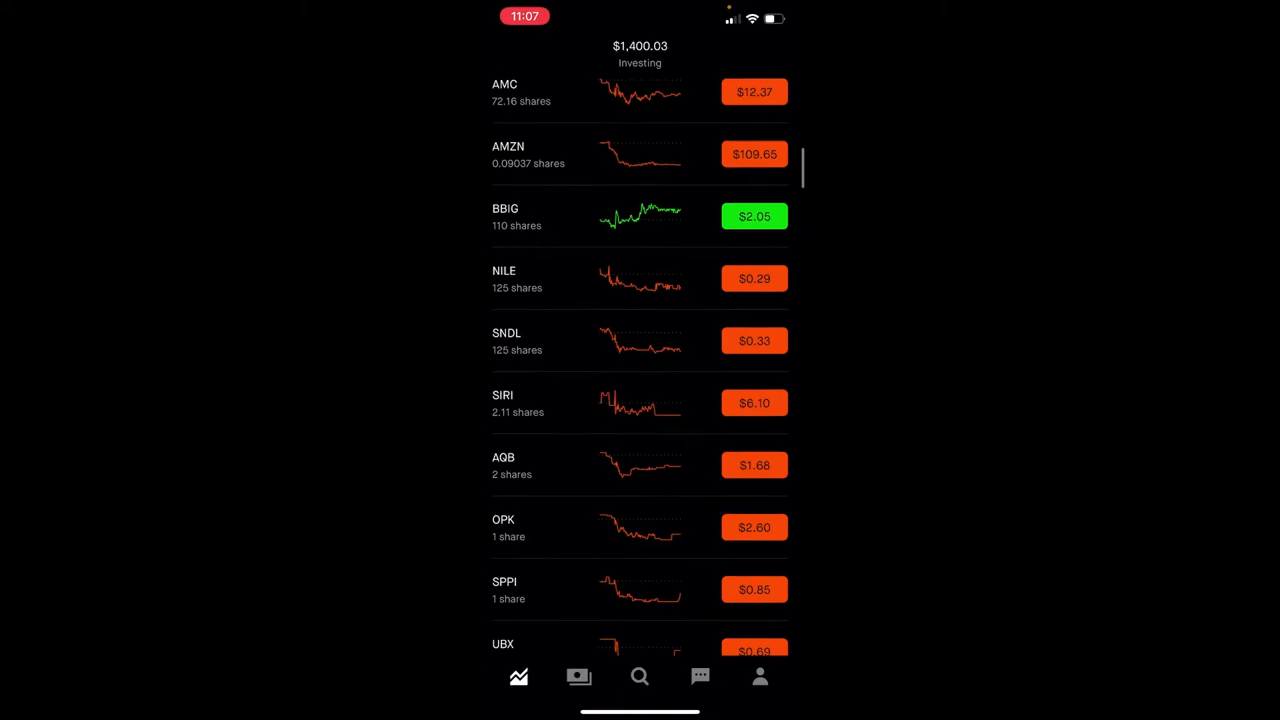 11:07
$1,400.03
Investing
AMC
72.16 shares
$12.37
AMZN
0.09037 shares
$109.65
BBIG
110 shares
$2.05
NILE
125 shares
$0.29
SNDL
125 shares
$0.33
SIRI
2.11 shares
$6.10
AQB
2 shares
$1.68
OPK
1 share
$2.60
SPPI
1 share
$0.85
UBX
$0.69